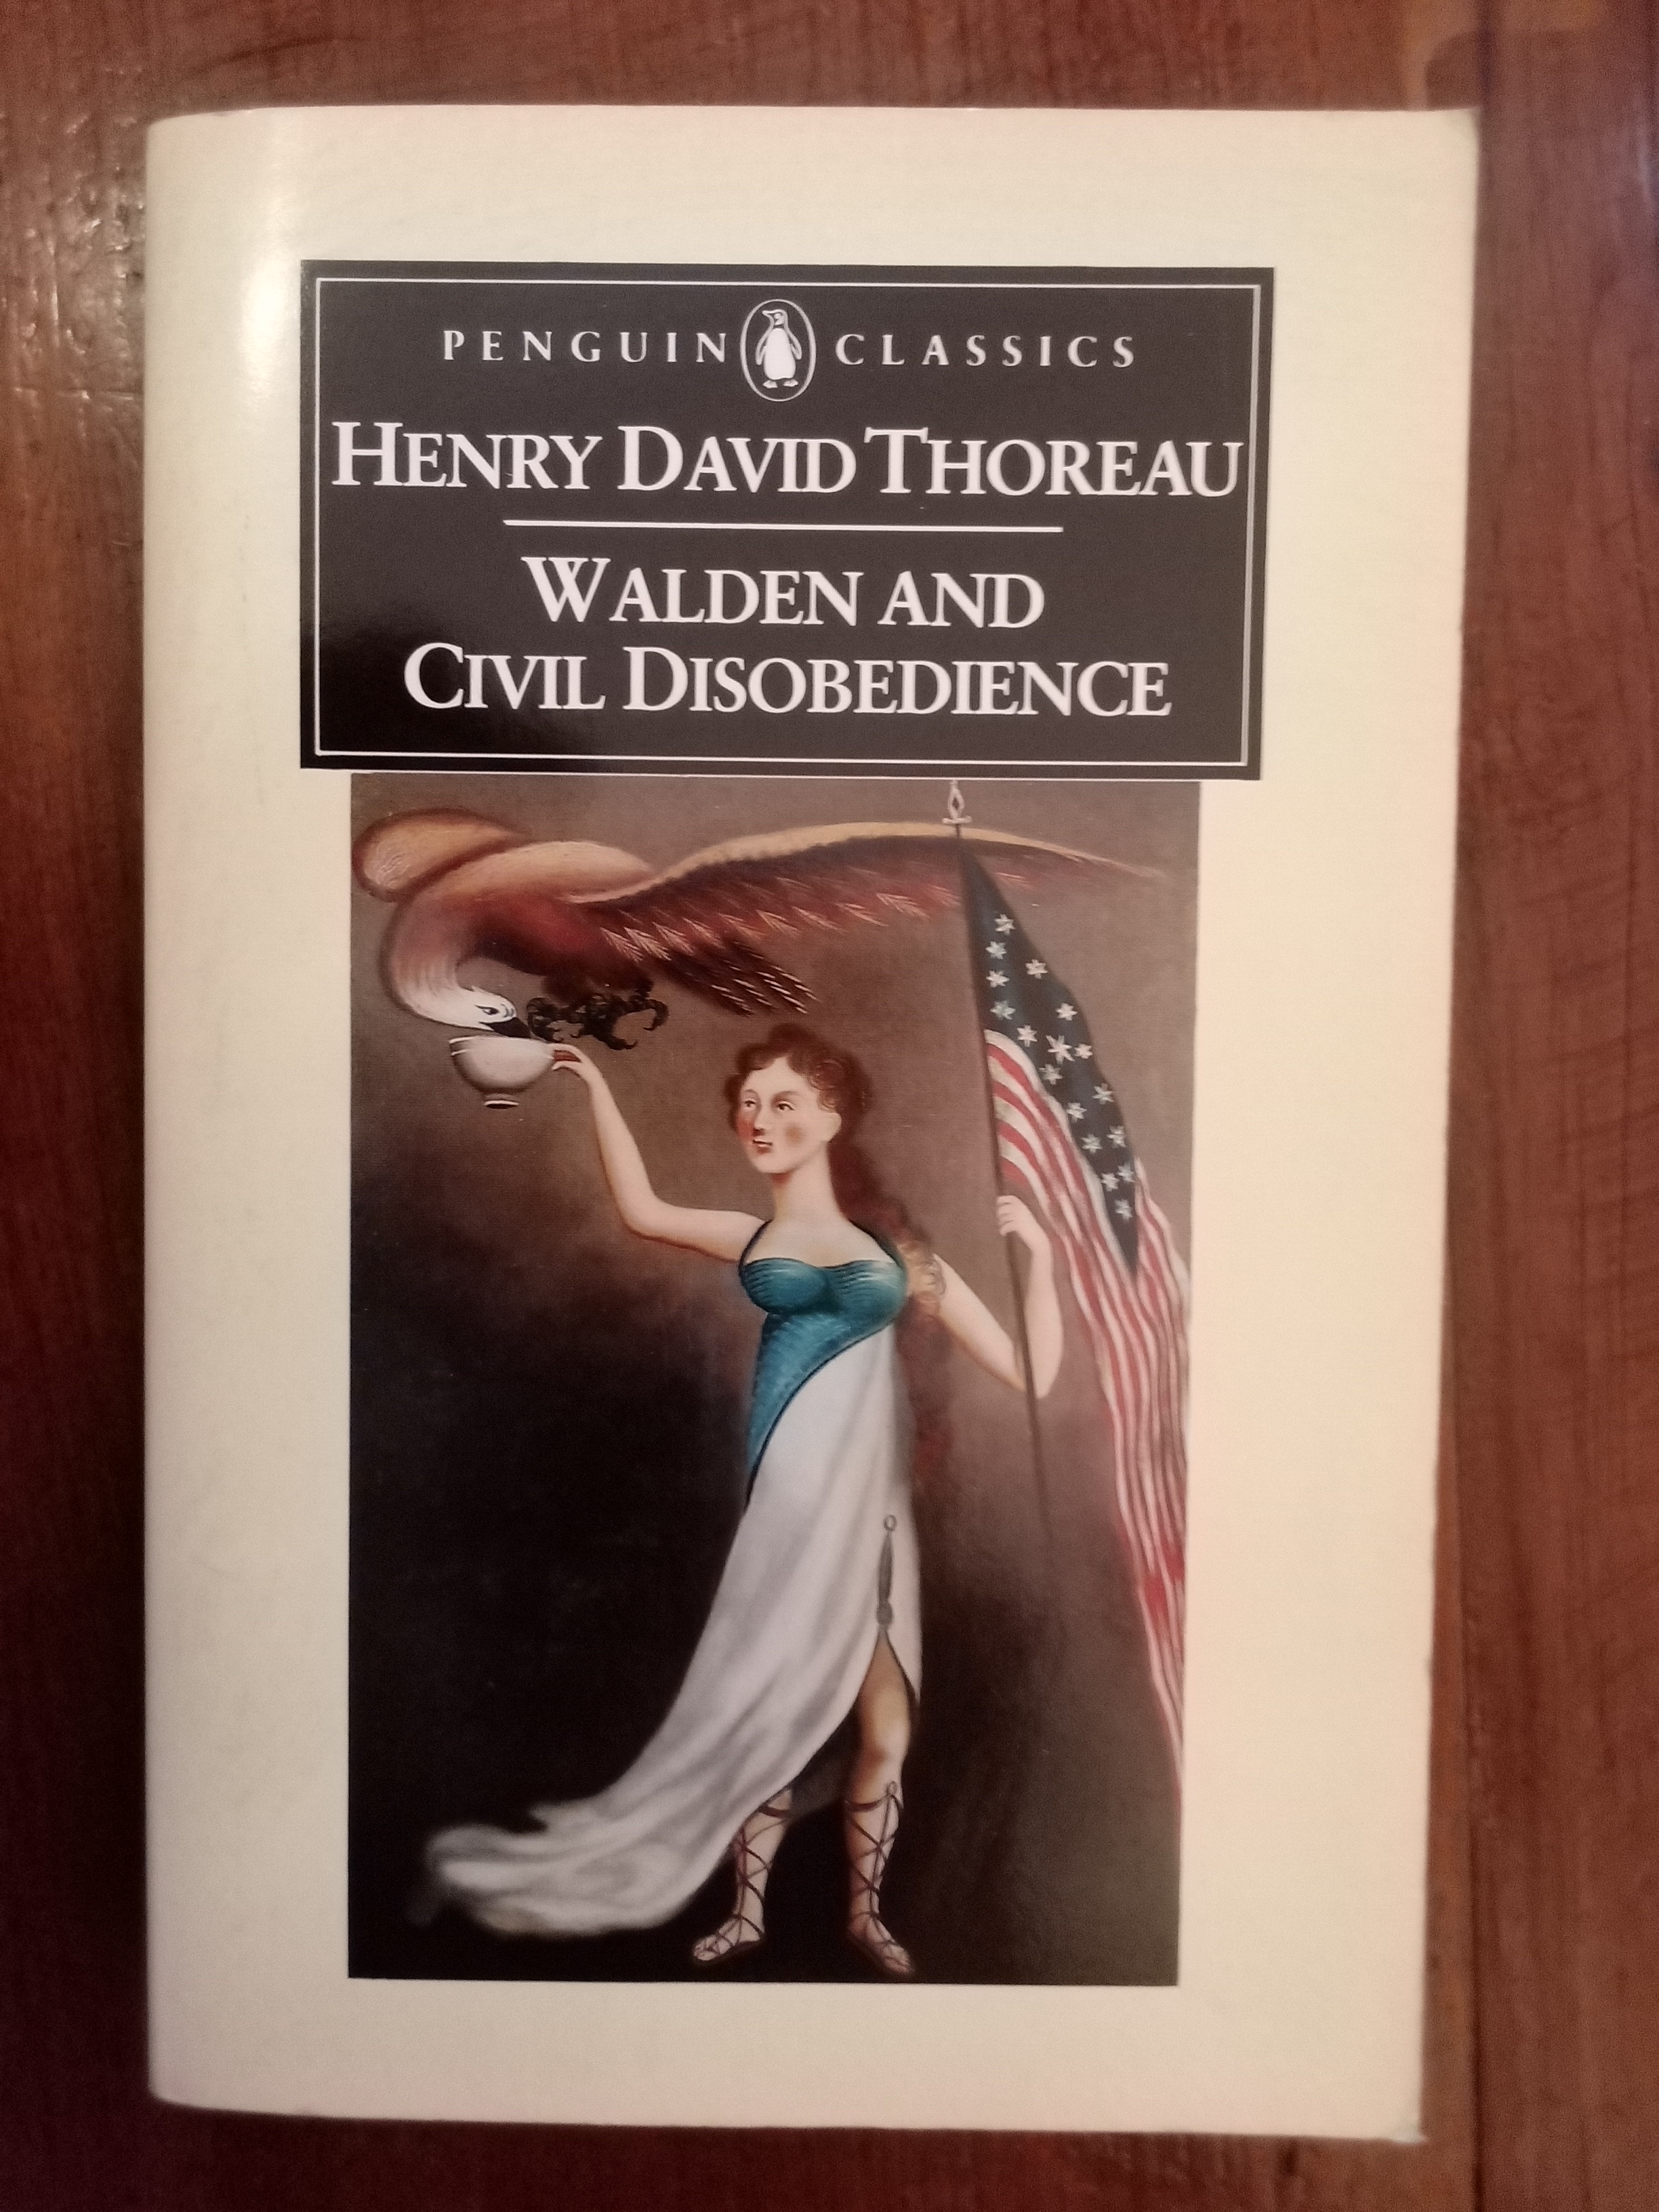 PENGUIN CLASSICS
HENRY DAVID THOREAU
WALDEN AND
CIVIL DISOBEDIENCE